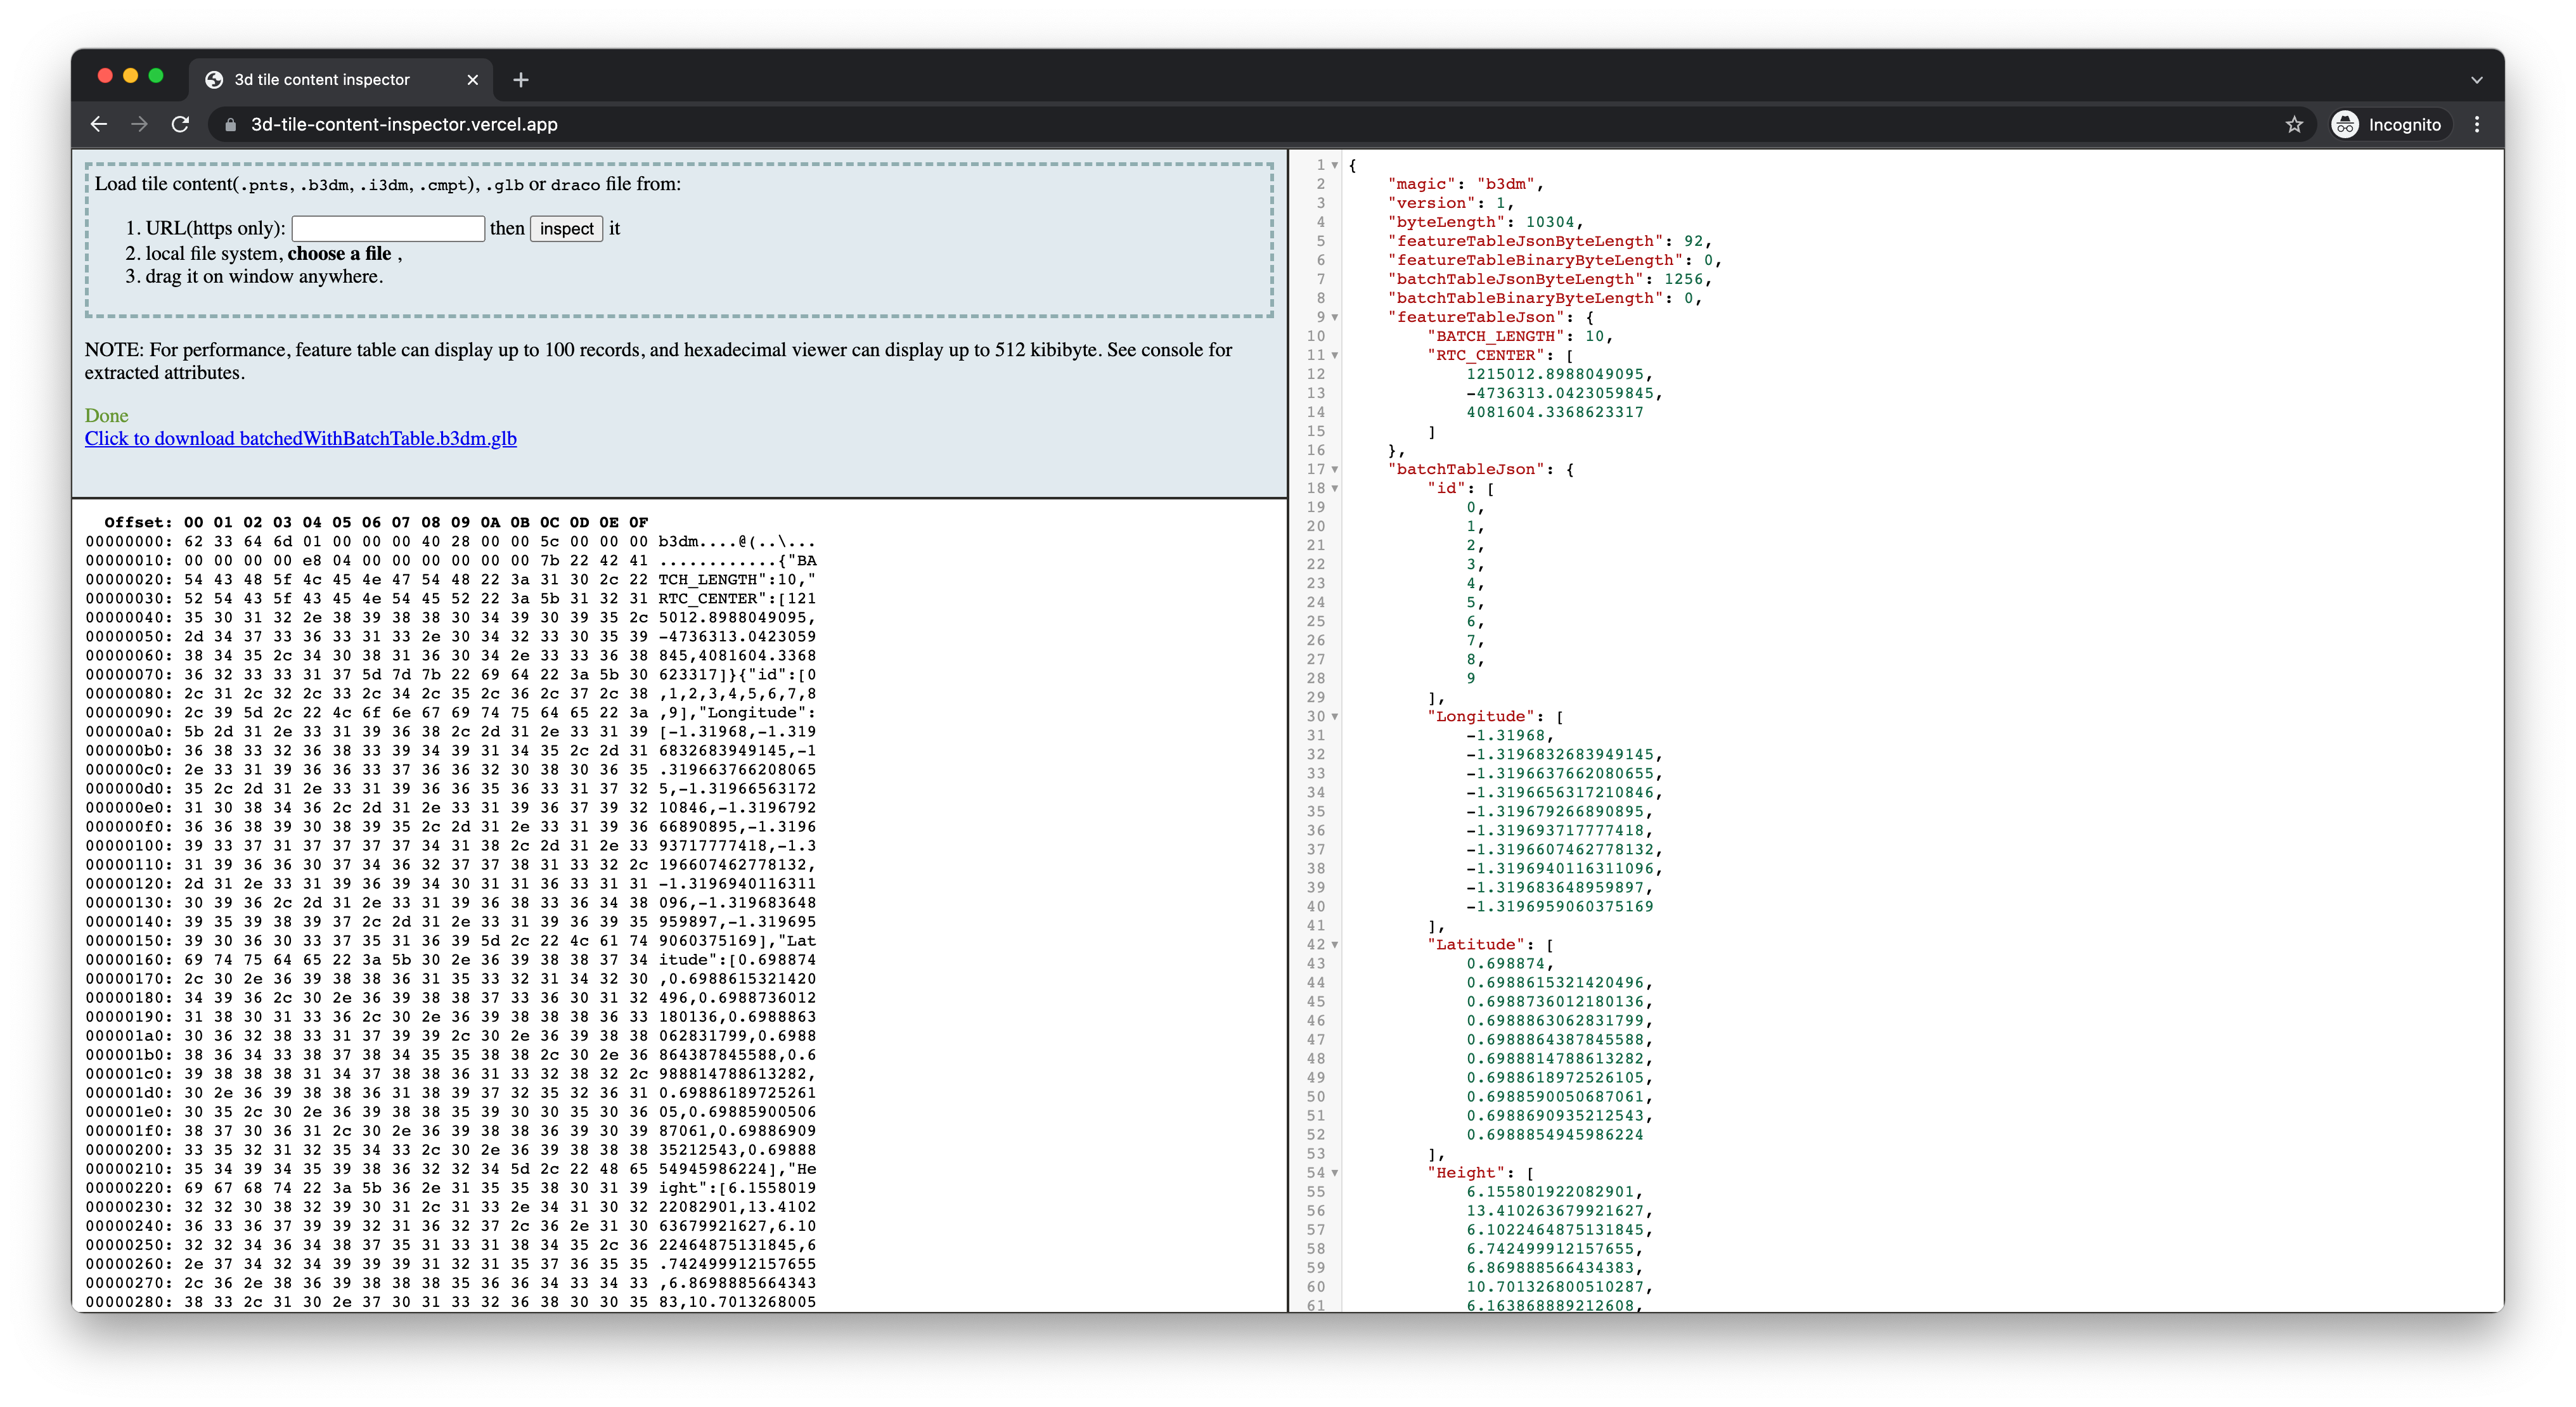 3d tile content inspector
3d-tile-content-inspector.vercel.app
Incognito
Load tile content(.pnts, .b3dm, .i3dm, .cmpt), .glb or draco file from:
1. URL(https only): then inspect it
2. local file system, choose a file ,
3. drag it on window anywhere.
NOTE: For performance, feature table can display up to 100 records, and hexadecimal viewer can display up to 512 kibibyte. See console for
extracted attributes.
Done
Click to download batchedWithBatchTable.b3dm.glb
Offset: 00 01 02 03 04 05 06 07 08 09 0A 0B 0C 0D 0E 0F
00000000: 62 33 64 6d 01 00 00 00 40 28 00 00 5c 00 00 00 b3dm....@(..\...
00000010: 00 00 00 00 e8 04 00 00 00 00 00 00 7b 22 42 41 ............{"BA
00000020: 54 43 48 5f 4c 45 4e 47 54 48 22 3a 31 30 2c 22 TCH_LENGTH":10,"
00000030: 52 54 43 5f 43 45 4e 54 45 52 22 3a 5b 31 32 31 RTC_CENTER":[121
00000040: 35 30 31 32 2e 38 39 38 38 30 34 39 30 39 35 2c 5012.8988049095,
00000050: 2d 34 37 33 36 33 31 33 2e 30 34 32 33 30 35 39 -4736313.0423059
00000060: 38 34 35 2c 34 30 38 31 36 30 34 2e 33 33 36 38 845,4081604.3368
00000070: 36 32 33 33 31 37 5d 7d 7b 22 69 64 22 3a 5b 30 623317]}{"id":[0
00000080: 2c 31 2c 32 2c 33 2c 34 2c 35 2c 36 2c 37 2c 38 ,1,2,3,4,5,6,7,8
00000090: 2c 39 5d 2c 22 4c 6f 6e 67 69 74 75 64 65 22 3a ,9],"Longitude":
000000a0: 5b 2d 31 2e 33 31 39 36 38 2c 2d 31 2e 33 31 39 [-1.31968,-1.319
000000b0: 36 38 33 32 36 38 33 39 34 39 31 34 35 2c 2d 31 6832683949145,-1
000000c0: 2e 33 31 39 36 36 33 37 36 36 32 30 38 30 36 35 .319663766208065
000000d0: 35 2c 2d 31 2e 33 31 39 36 36 35 36 33 31 37 32 5,-1.31966563172
000000e0: 31 30 38 34 36 2c 2d 31 2e 33 31 39 36 37 39 32 10846,-1.3196792
000000f0: 36 36 38 39 30 38 39 35 2c 2d 31 2e 33 31 39 36 66890895,-1.3196
00000100: 39 33 37 31 37 37 37 37 34 31 38 2c 2d 31 2e 33 93717777418,-1.3
00000110: 31 39 36 36 30 37 34 36 32 37 37 38 31 33 32 2c 196607462778132,
00000120: 2d 31 2e 33 31 39 36 39 34 30 31 31 36 33 31 31 -1.3196940116311
00000130: 30 39 36 2c 2d 31 2e 33 31 39 36 38 33 36 34 38 096,-1.319683648
00000140: 39 35 39 38 39 37 2c 2d 31 2e 33 31 39 36 39 35 959897,-1.319695
00000150: 39 30 36 30 33 37 35 31 36 39 5d 2c 22 4c 61 74 9060375169],"Lat
00000160: 69 74 75 64 65 22 3a 5b 30 2e 36 39 38 38 37 34 itude":[0.698874
00000170: 2c 30 2e 36 39 38 38 36 31 35 33 32 31 34 32 30 ,0.6988615321420
00000180: 34 39 36 2c 30 2e 36 39 38 38 37 33 36 30 31 32 496,0.6988736012
00000190: 31 38 30 31 33 36 2c 30 2e 36 39 38 38 38 36 33 180136,0.6988863
000001a0: 30 36 32 38 33 31 37 39 39 2c 30 2e 36 39 38 38 062831799,0.6988
000001b0: 38 36 34 33 38 37 38 34 35 35 38 38 2c 30 2e 36 864387845588,0.6
000001c0: 39 38 38 38 31 34 37 38 38 36 31 33 32 38 32 2c 988814788613282,
000001d0: 30 2e 36 39 38 38 36 31 38 39 37 32 35 32 36 31 0.69886189725261
000001e0: 30 35 2c 30 2e 36 39 38 38 35 39 30 30 35 30 36 05,0.69885900506
000001f0: 38 37 30 36 31 2c 30 2e 36 39 38 38 36 39 30 39 87061,0.69886909
00000200: 33 35 32 31 32 35 34 33 2c 30 2e 36 39 38 38 38 35212543,0.69888
00000210: 35 34 39 34 35 39 38 36 32 32 34 5d 2c 22 48 65 54945986224],"He
00000220: 69 67 68 74 22 3a 5b 36 2e 31 35 35 38 30 31 39 ight":[6.1558019
00000230: 32 32 30 38 32 39 30 31 2c 31 33 2e 34 31 30 32 22082901,13.4102
00000240: 36 33 36 37 39 39 32 31 36 32 37 2c 36 2e 31 30 63679921627,6.10
00000250: 32 32 34 36 34 38 37 35 31 33 31 38 34 35 2c 36 22464875131845,6
00000260: 2e 37 34 32 34 39 39 39 31 32 31 35 37 36 35 35 .742499912157655
00000270: 2c 36 2e 38 36 39 38 38 38 35 36 36 34 33 34 33 ,6.8698885664343
00000280: 38 33 2c 31 30 2e 37 30 31 33 32 36 38 30 30 35 83,10.7013268005
1 {
2 "magic": "b3dm",
3 "version": 1,
4 "byteLength": 10304,
5 "featureTableJsonByteLength": 92,
6 "featureTableBinaryByteLength": 0,
7 "batchTableJsonByteLength": 1256,
8 "batchTableBinaryByteLength": 0,
9 "featureTableJson": {
10 "BATCH_LENGTH": 10,
11 "RTC_CENTER": [
12 1215012.8988049095,
13 -4736313.0423059845,
14 4081604.3368623317
15 ]
16 },
17 "batchTableJson": {
18 "id": [
19 0,
20 1,
21 2,
22 3,
23 4,
24 5,
25 6,
26 7,
27 8,
28 9
29 ],
30 "Longitude": [
31 -1.31968,
32 -1.3196832683949145,
33 -1.3196637662080655,
34 -1.3196656317210846,
35 -1.319679266890895,
36 -1.319693717777418,
37 -1.3196607462778132,
38 -1.3196940116311096,
39 -1.319683648959897,
40 -1.3196959060375169
41 ],
42 "Latitude": [
43 0.698874,
44 0.6988615321420496,
45 0.6988736012180136,
46 0.6988863062831799,
47 0.6988864387845588,
48 0.6988814788613282,
49 0.6988618972526105,
50 0.6988590050687061,
51 0.6988690935212543,
52 0.6988854945986224
53 ],
54 "Height": [
55 6.155801922082901,
56 13.410263679921627,
57 6.1022464875131845,
58 6.742499912157655,
59 6.869888566434383,
60 10.701326800510287,
61 6.163868889212608,